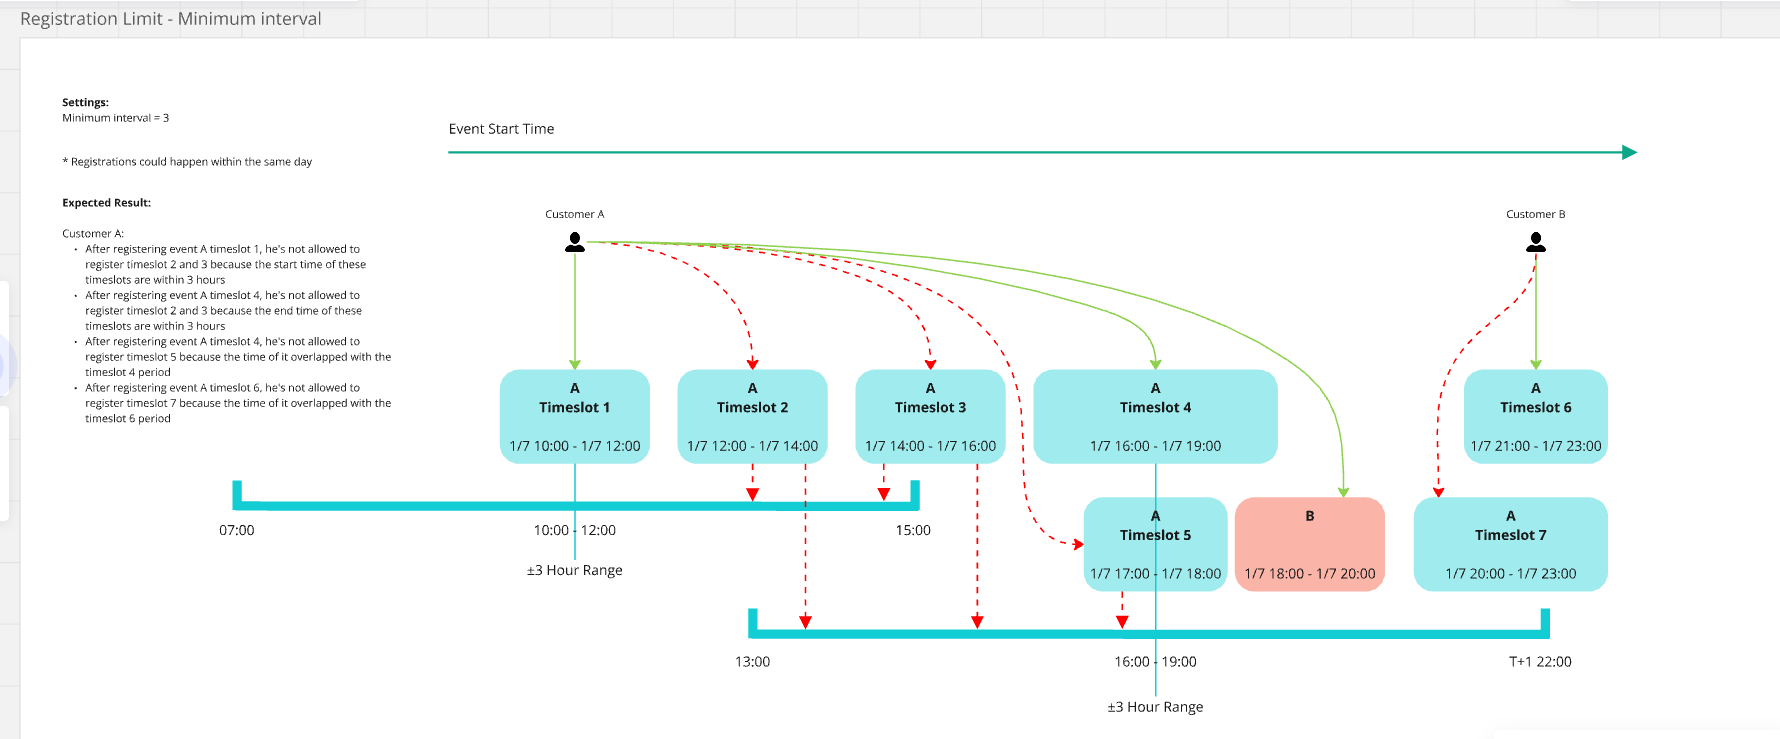 Registration Limit - Minimum interval
Settings:
Minimum interval = 3
* Registrations could happen within the same day
Expected Result:
Customer A:
• After registering event A timeslot 1, he's not allowed to
register timeslot 2 and 3 because the start time of these
timeslots are within 3 hours
• After registering event A timeslot 4, he's not allowed to
register timeslot 2 and 3 because the end time of these
timeslots are within 3 hours
• After registering event A timeslot 4, he's not allowed to
register timeslot 5 because the time of it overlapped with the
timeslot 4 period
• After registering event A timeslot 6, he's not allowed to
register timeslot 7 because the time of it overlapped with the
timeslot 6 period
Event Start Time
Customer A
Customer B
A
Timeslot 1
1/7 10:00 - 1/7 12:00
A
Timeslot 2
1/7 12:00 - 1/7 14:00
A
Timeslot 3
1/7 14:00 - 1/7 16:00
A
Timeslot 4
1/7 16:00 - 1/7 19:00
A
Timeslot 6
1/7 21:00 - 1/7 23:00
A
Timeslot 5
1/7 17:00 - 1/7 18:00
B
1/7 18:00 - 1/7 20:00
A
Timeslot 7
1/7 20:00 - 1/7 23:00
07:00
10:00 - 12:00
15:00
±3 Hour Range
13:00
16:00 - 19:00
T+1 22:00
±3 Hour Range